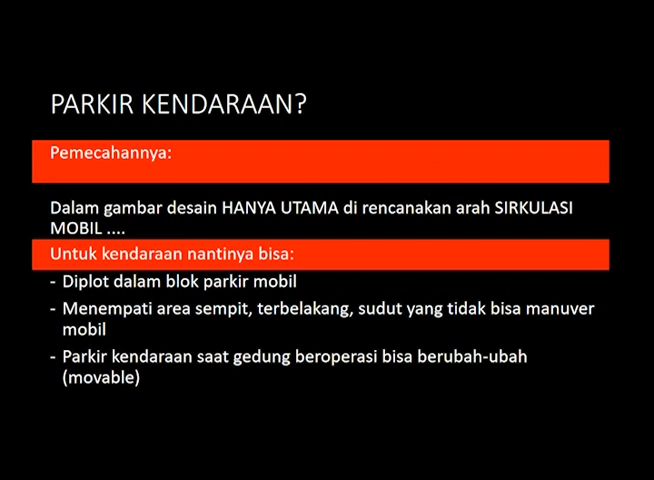 PARKIR KENDARAAN?
Pemecahannya:
Dalam gambar desain HANYA UTAMA di rencanakan arah SIRKULASI
MOBIL ....
Untuk kendaraan nantinya bisa:
- Diplot dalam blok parkir mobil
- Menempati area sempit, terbelakang, sudut yang tidak bisa manuver
mobil
- Parkir kendaraan saat gedung beroperasi bisa berubah-ubah
(movable)